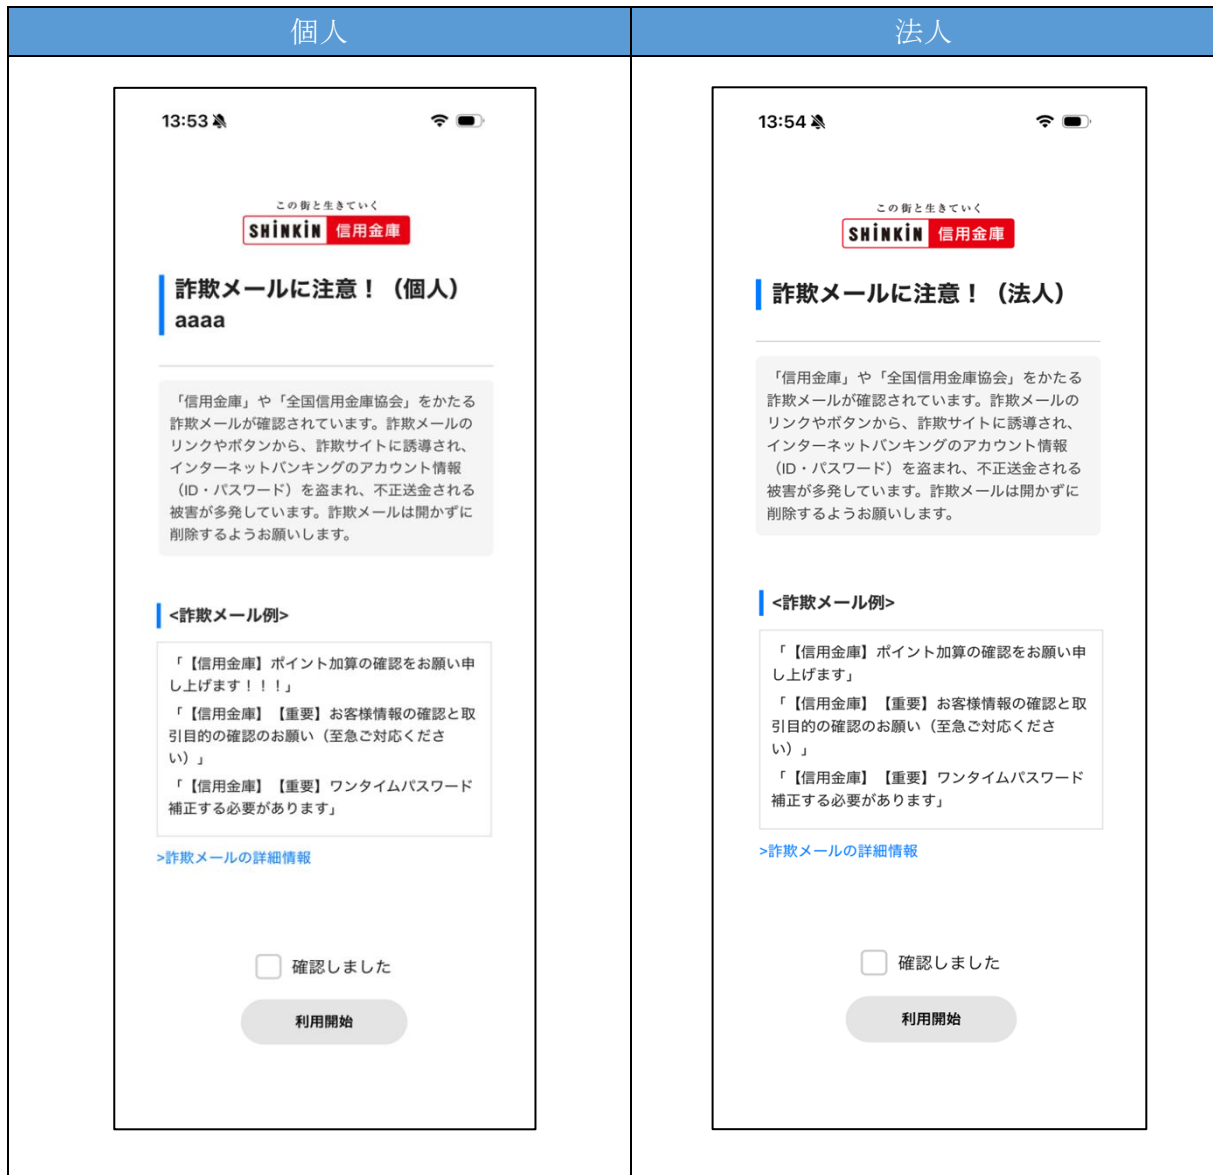 個人
法人
13:53
この街と生きていく
SHINKIN 信用金庫
詐欺メールに注意！（個人）
aaaa
「信用金庫」や「全国信用金庫協会」をかたる
詐欺メールが確認されています。詐欺メールの
リンクやボタンから、詐欺サイトに誘導され、
インターネットバンキングのアカウント情報
（ID・パスワード）を盗まれ、不正送金される
被害が多発しています。詐欺メールは開かずに
削除するようお願いします。
<詐欺メール例>
「【信用金庫】ポイント加算の確認をお願い申
し上げます！！！」
「【信用金庫】【重要】お客様情報の確認と取
引目的の確認のお願い（至急ご対応くださ
い）」
「【信用金庫】【重要】ワンタイムパスワード
補正する必要があります」
>詐欺メールの詳細情報
確認しました
利用開始
13:54
この街と生きていく
SHINKIN 信用金庫
詐欺メールに注意！（法人）
「信用金庫」や「全国信用金庫協会」をかたる
詐欺メールが確認されています。詐欺メールの
リンクやボタンから、詐欺サイトに誘導され、
インターネットバンキングのアカウント情報
（ID・パスワード）を盗まれ、不正送金される
被害が多発しています。詐欺メールは開かずに
削除するようお願いします。
<詐欺メール例>
「【信用金庫】ポイント加算の確認をお願い申
し上げます」
「【信用金庫】【重要】お客様情報の確認と取
引目的の確認のお願い（至急ご対応くださ
い）」
「【信用金庫】【重要】ワンタイムパスワード
補正する必要があります」
>詐欺メールの詳細情報
確認しました
利用開始